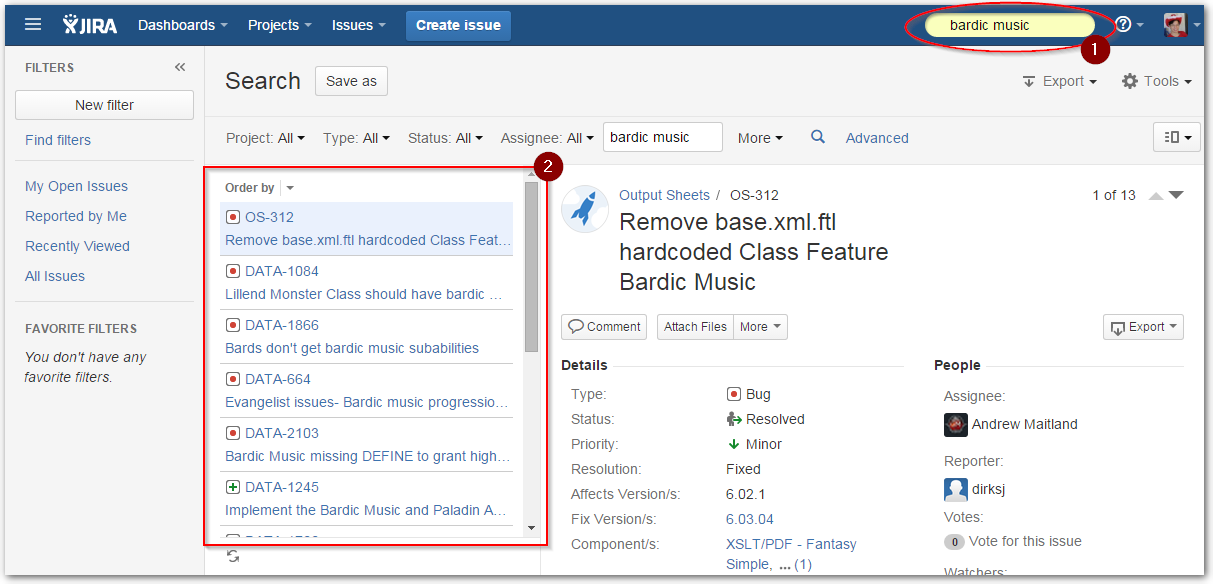 JIRA Dashboards Projects Issues Create issue bardic music ?
1
FILTERS
New filter
Find filters
My Open Issues
Reported by Me
Recently Viewed
All Issues
FAVORITE FILTERS
You don't have any
favorite filters.
Search Save as Export Tools
Project: All Type: All Status: All Assignee: All bardic music More Advanced
2
Order by
OS-312
Remove base.xml.ftl hardcoded Class Feat...
DATA-1084
Lillend Monster Class should have bardic ...
DATA-1866
Bards don't get bardic music subabilities
DATA-664
Evangelist issues- Bardic music progressio...
DATA-2103
Bardic Music missing DEFINE to grant high...
DATA-1245
Implement the Bardic Music and Paladin A...
Output Sheets / OS-312 1 of 13
Remove base.xml.ftl
hardcoded Class Feature
Bardic Music
Comment Attach Files More Export
Details
Type: Bug
Status: Resolved
Priority: Minor
Resolution: Fixed
Affects Version/s: 6.02.1
Fix Version/s: 6.03.04
Component/s: XSLT/PDF - Fantasy
Simple, ... (1)
People
Assignee:
Andrew Maitland
Reporter:
dirksj
Votes:
0 Vote for this issue
Watchers: